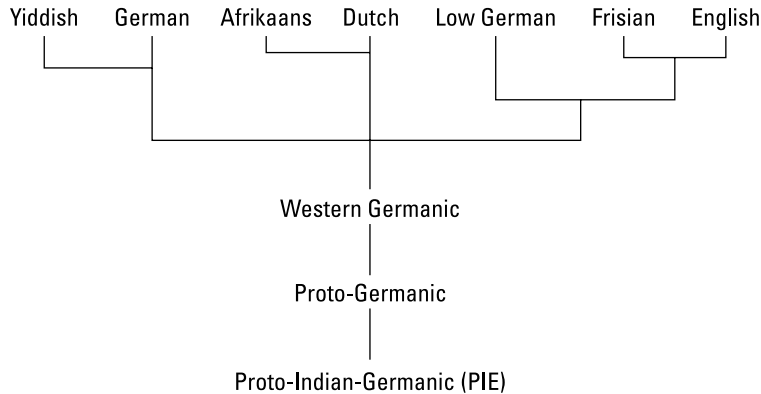 Yiddish German Afrikaans Dutch Low German Frisian English
Western Germanic
Proto-Germanic
Proto-Indian-Germanic (PIE)